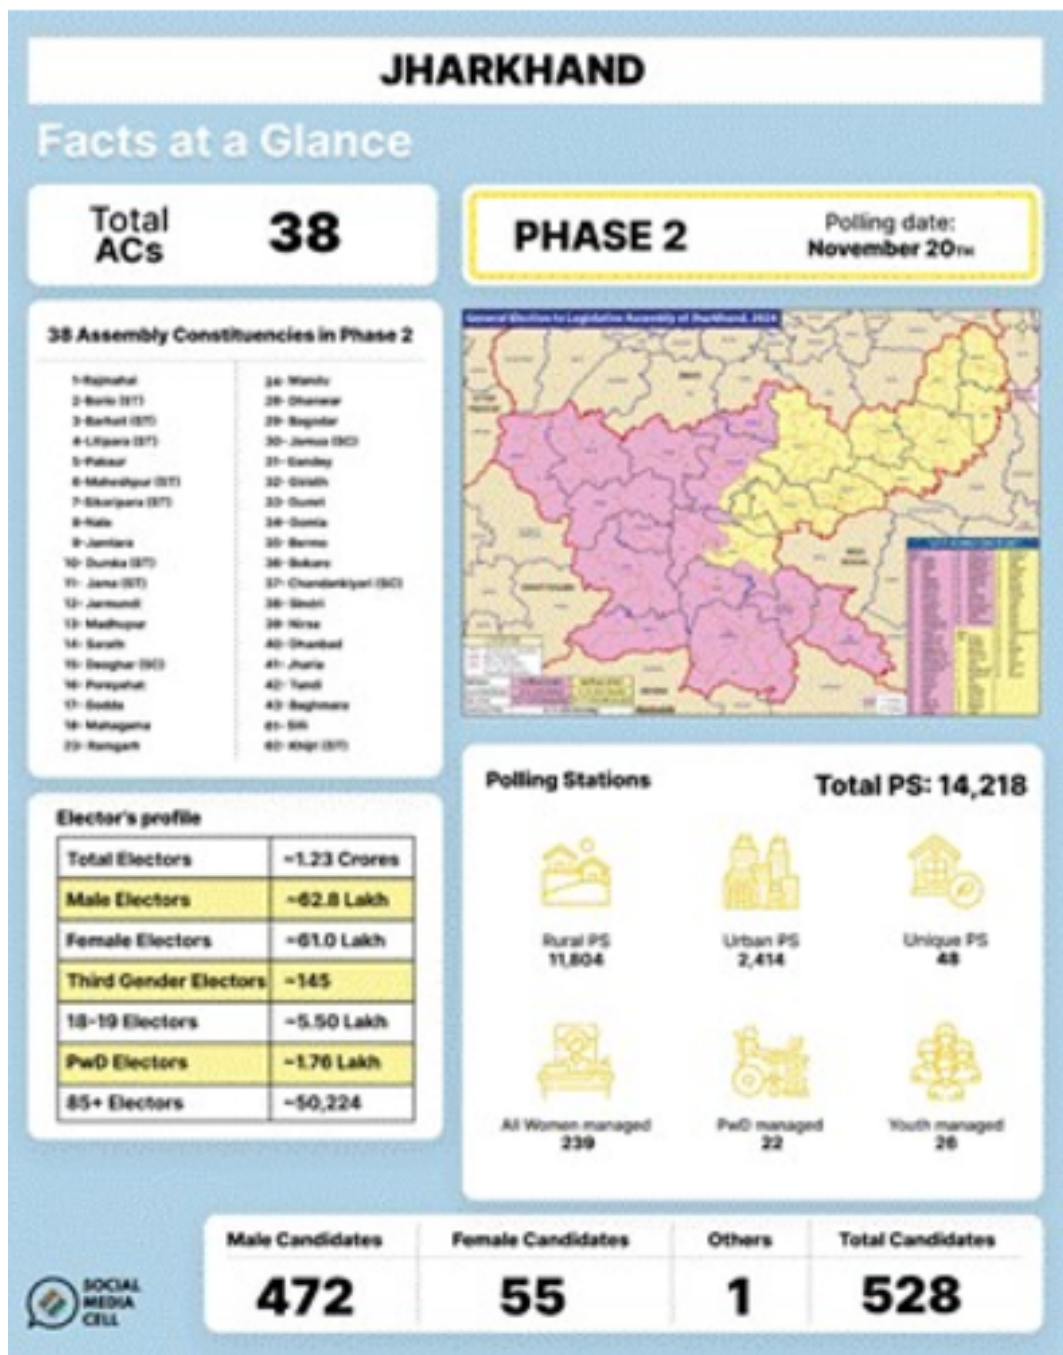 JHARKHAND
Facts at a Glance
Total
ACs
38
PHASE 2
Polling date:
November 20TH
38 Assembly Constituencies in Phase 2
1-Rajmahal
2-Borio (ST)
3-Barhait (ST)
4-Litipara (ST)
5-Pakaur
6-Maheshpur (ST)
7-Sikaripara (ST)
8-Nala
9-Jamtara
10- Dumka (ST)
11- Jama (ST)
12- Jarmundi
13- Madhupur
14- Sarath
15- Deoghar (SC)
16- Poreyahat
17- Godda
18- Mahagama
23- Ramgarh
24- Mandu
28- Dhanwar
29- Bagodar
30- Jamua (SC)
31- Gandey
32- Giridih
33- Dumri
34- Gomia
35- Bermo
36- Bokaro
37- Chandankiyari (SC)
38- Sindri
39- Nirsa
40- Dhanbad
41- Jharia
42- Tundi
43- Baghmara
61- Silli
62- Khijri (ST)
General Election to Legislative Assembly of Jharkhand, 2024
Elector's profile
Total Electors ~1.23 Crores
Male Electors ~62.8 Lakh
Female Electors ~61.0 Lakh
Third Gender Electors ~145
18-19 Electors ~5.50 Lakh
PwD Electors ~1.76 Lakh
85+ Electors ~50,224
Polling Stations
Total PS: 14,218
Rural PS
11,804
Urban PS
2,414
Unique PS
48
All Women managed
239
PwD managed
22
Youth managed
26
Male Candidates
472
Female Candidates
55
Others
1
Total Candidates
528
SOCIAL
MEDIA
CELL